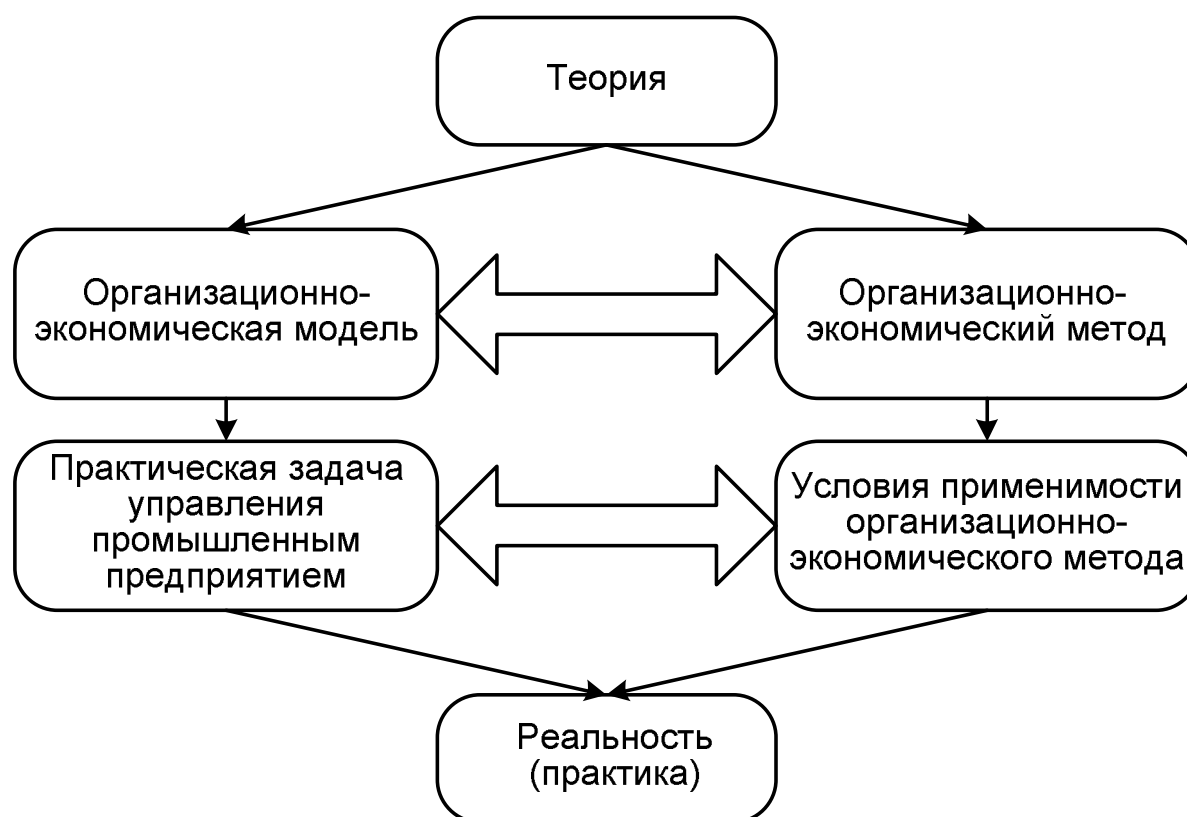 Теория
Организационно-
экономическая модель
Организационно-
экономический метод
Практическая задача
управления
промышленным
предприятием
Условия применимости
организационно-
экономического метода
Реальность
(практика)